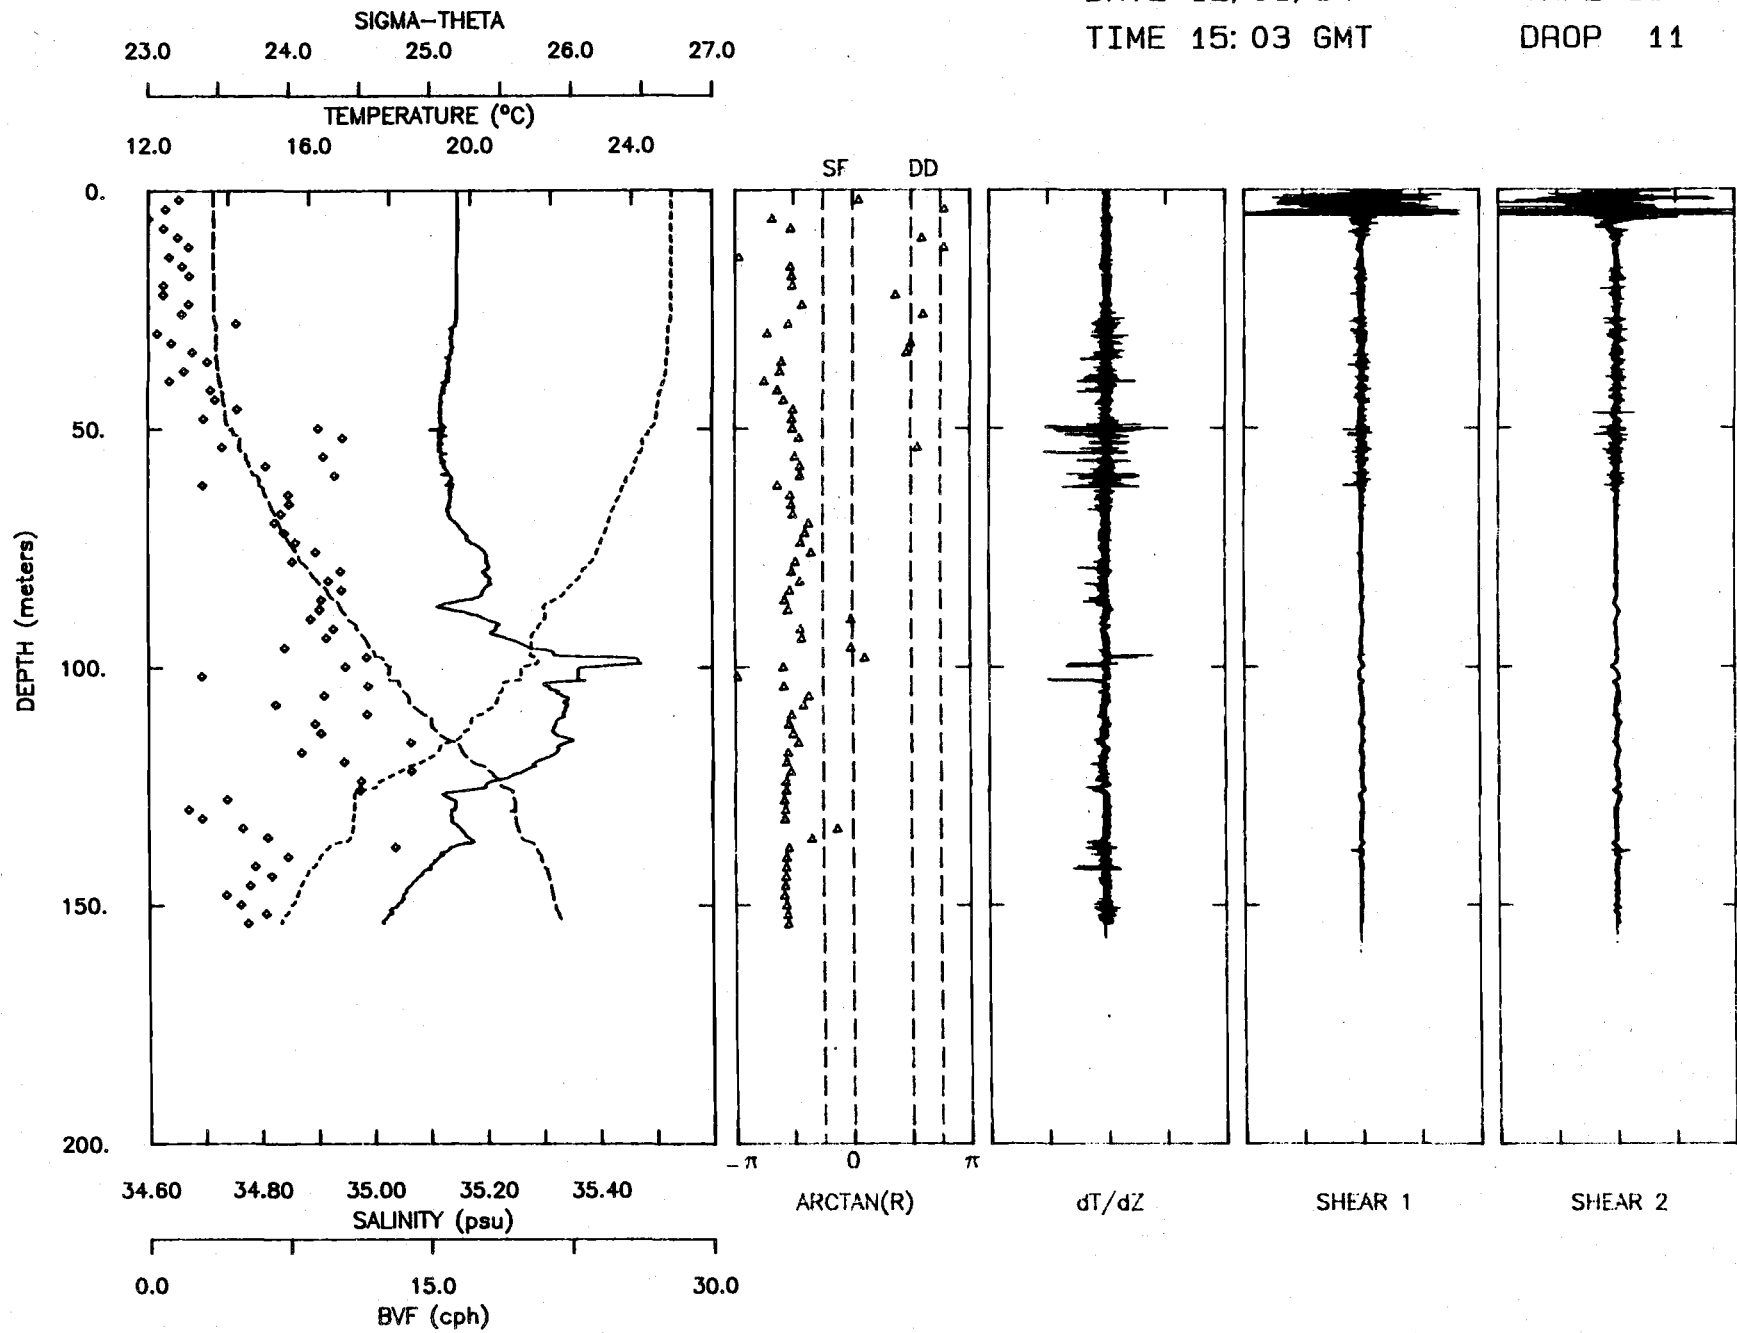 TIME 15:03 GMT
DROP 11
SIGMA-THETA
23.0 24.0 25.0 26.0 27.0
TEMPERATURE (°C)
12.0 16.0 20.0 24.0
SF DD
0.
50.
100.
150.
200.
DEPTH (meters)
-π 0 π
34.60 34.80 35.00 35.20 35.40
SALINITY (psu)
ARCTAN(R)
dT/dZ
SHEAR 1
SHEAR 2
0.0 15.0 30.0
BVF (cph)